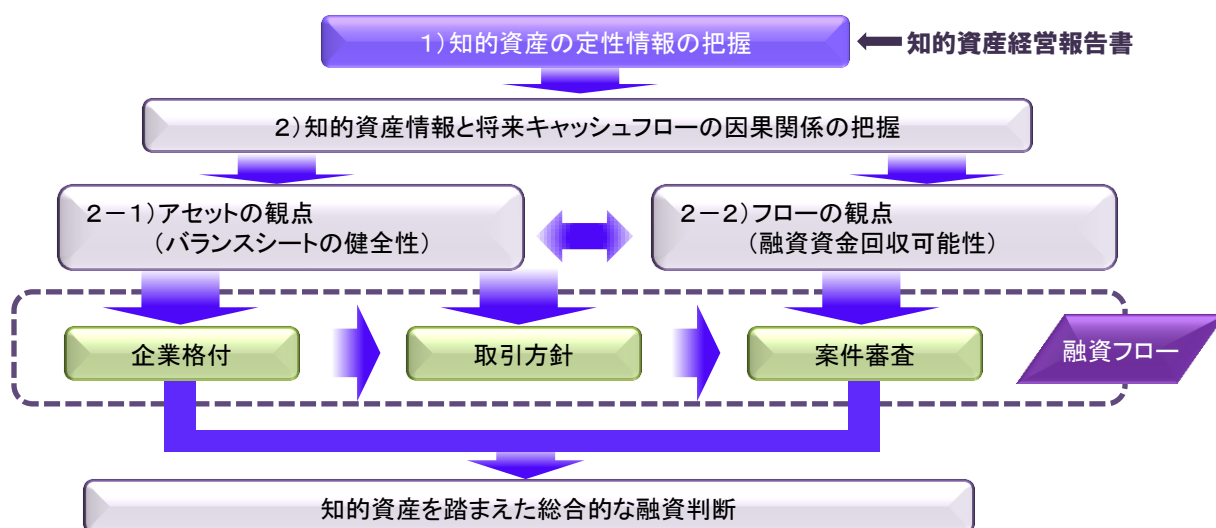 1)知的資産の定性情報の把握
知的資産経営報告書
2)知的資産情報と将来キャッシュフローの因果関係の把握
2-1)アセットの観点
(バランスシートの健全性)
2-2)フローの観点
(融資資金回収可能性)
企業格付
取引方針
案件審査
融資フロー
知的資産を踏まえた総合的な融資判断